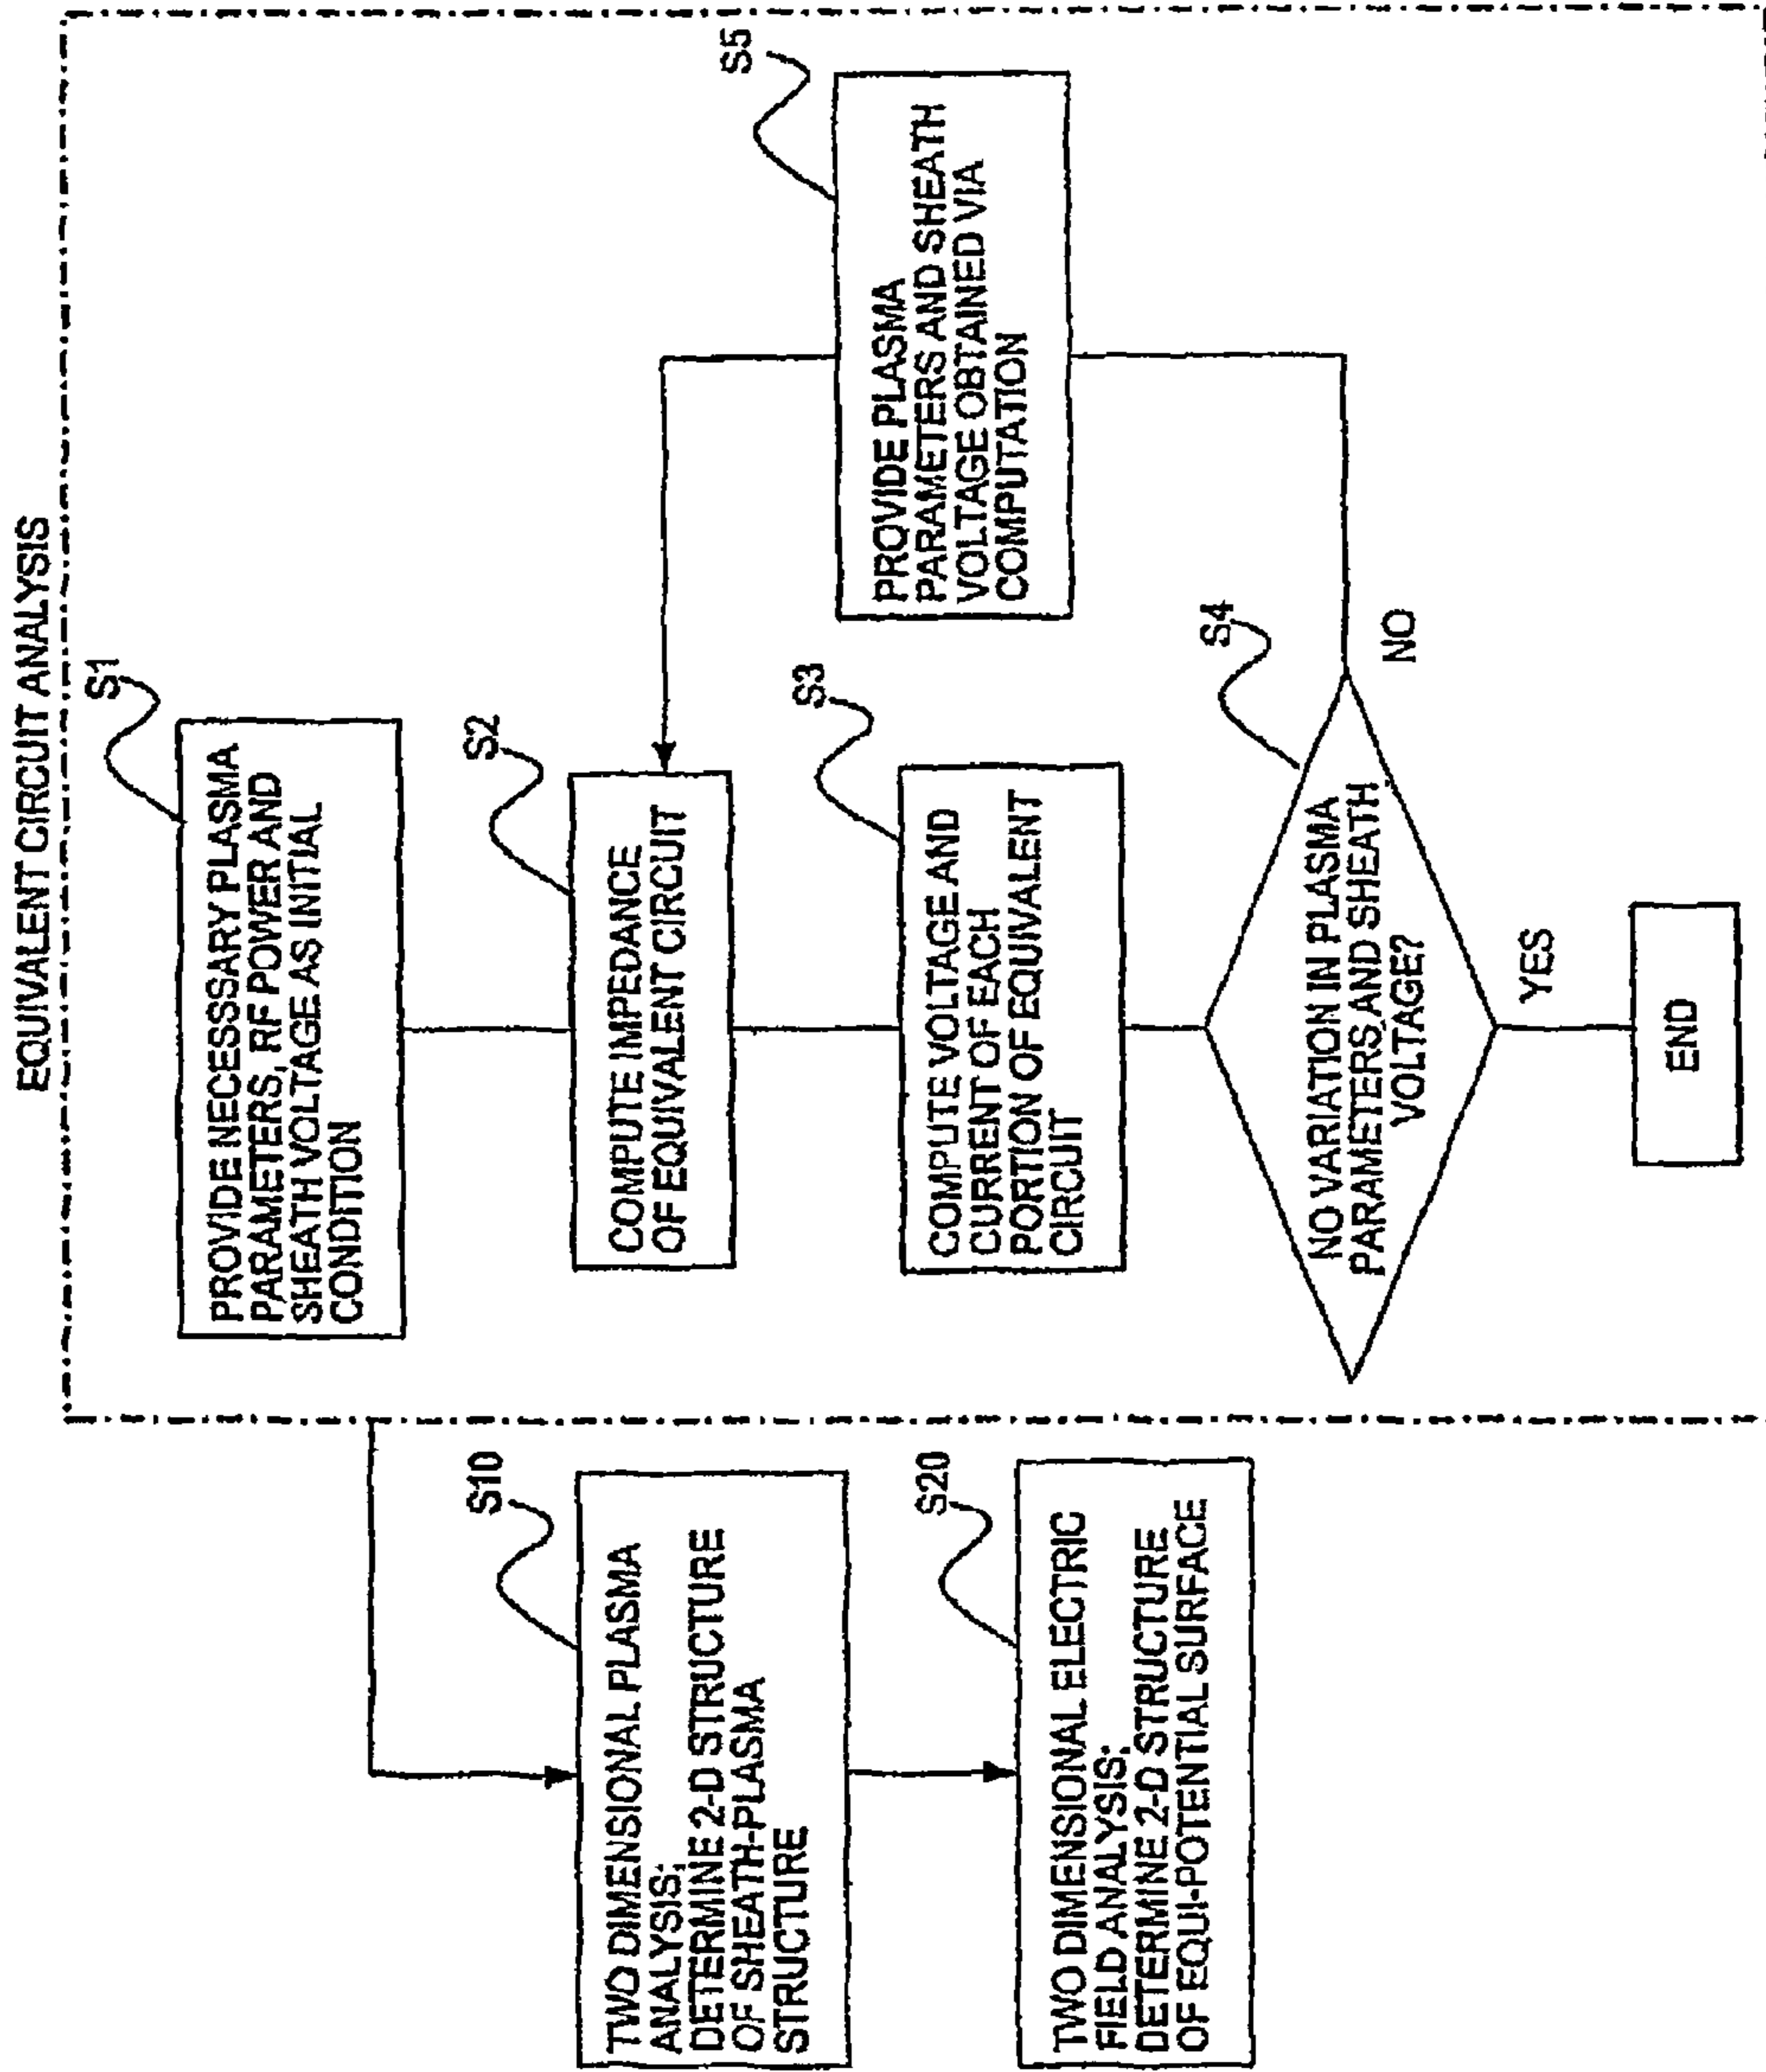 EQUIVALENT CIRCUIT ANALYSIS
S1
PROVIDE NECESSARY PLASMA
PARAMETERS, RF POWER AND
SHEATH VOLTAGE AS INITIAL
CONDITION
S2
COMPUTE IMPEDANCE
OF EQUIVALENT CIRCUIT
S3
COMPUTE VOLTAGE AND
CURRENT OF EACH
PORTION OF EQUIVALENT
CIRCUIT
S4
NO VARIATION IN PLASMA
PARAMETERS AND SHEATH
VOLTAGE?
NO
YES
END
S5
PROVIDE PLASMA
PARAMETERS AND SHEATH
VOLTAGE OBTAINED VIA
COMPUTATION
S10
TWO DIMENSIONAL PLASMA
ANALYSIS:
DETERMINE 2-D STRUCTURE
OF SHEATH-PLASMA
STRUCTURE
S20
TWO DIMENSIONAL ELECTRIC
FIELD ANALYSIS:
DETERMINE 2-D STRUCTURE
OF EQUI-POTENTIAL SURFACE